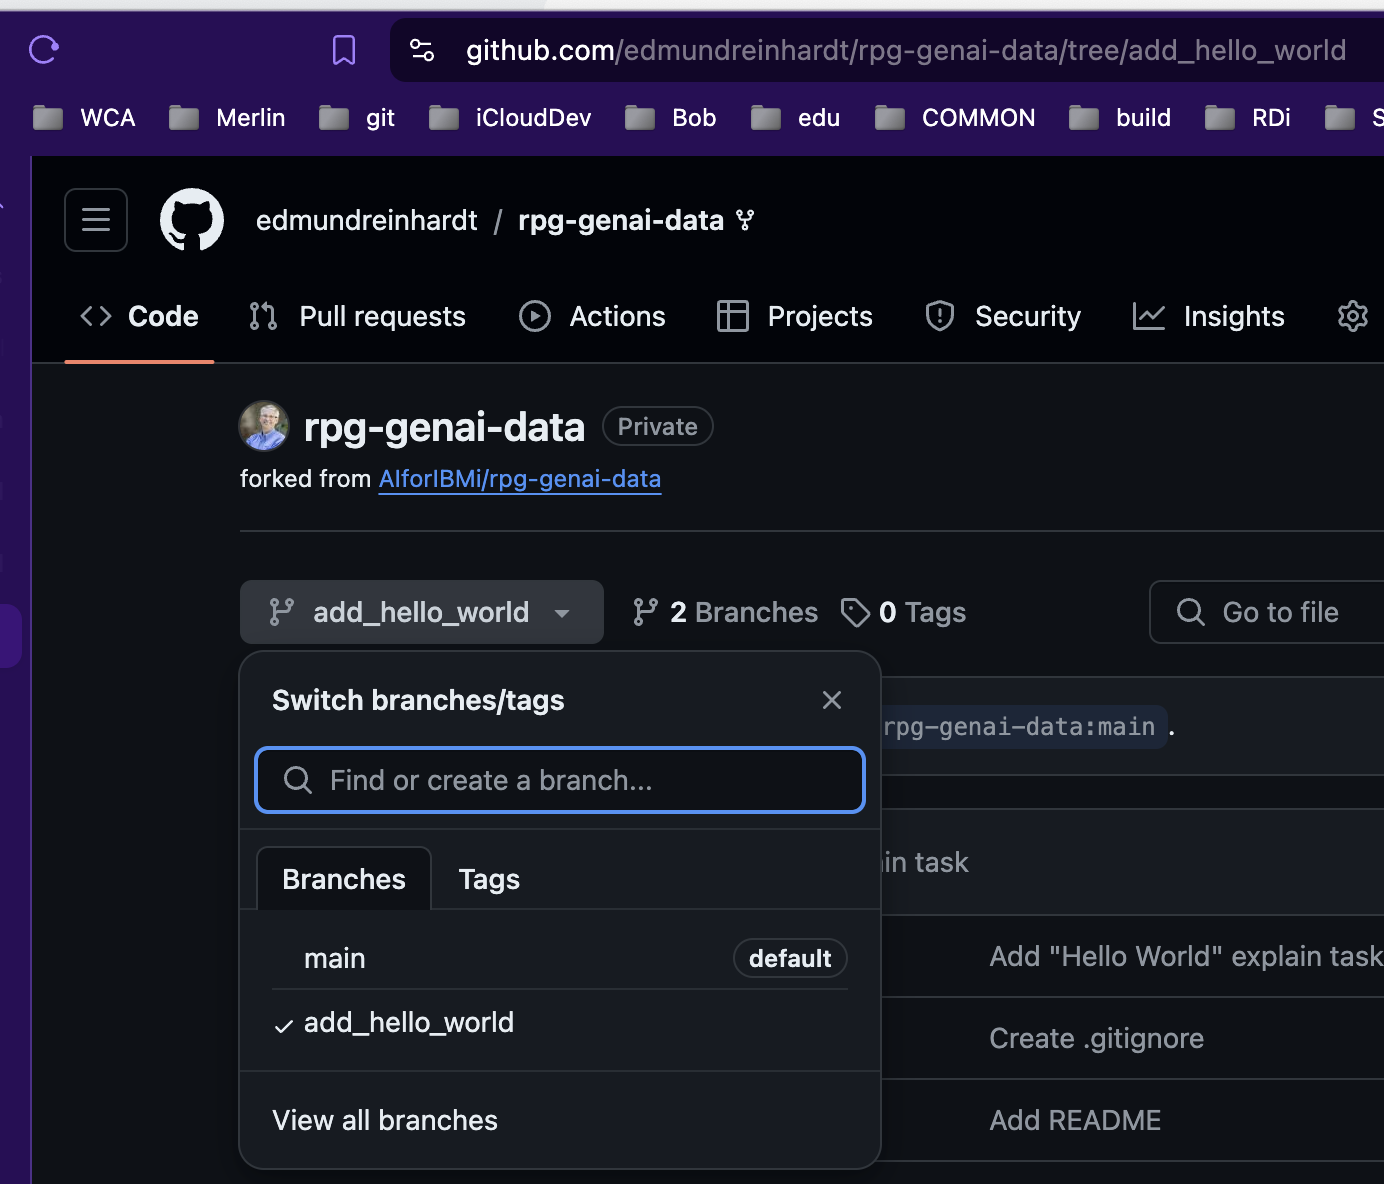 github.com/edmundreinhardt/rpg-genai-data/tree/add_hello_world
WCA Merlin git iCloudDev Bob edu COMMON build RDi S
edmundreinhardt / rpg-genai-data
Code Pull requests Actions Projects Security Insights
rpg-genai-data Private
forked from AIforIBMi/rpg-genai-data
add_hello_world 2 Branches 0 Tags Go to file
Switch branches/tags
rpg-genai-data:main .
Find or create a branch...
in task
Branches Tags
main default
Add "Hello World" explain task
add_hello_world
Create .gitignore
View all branches
Add README